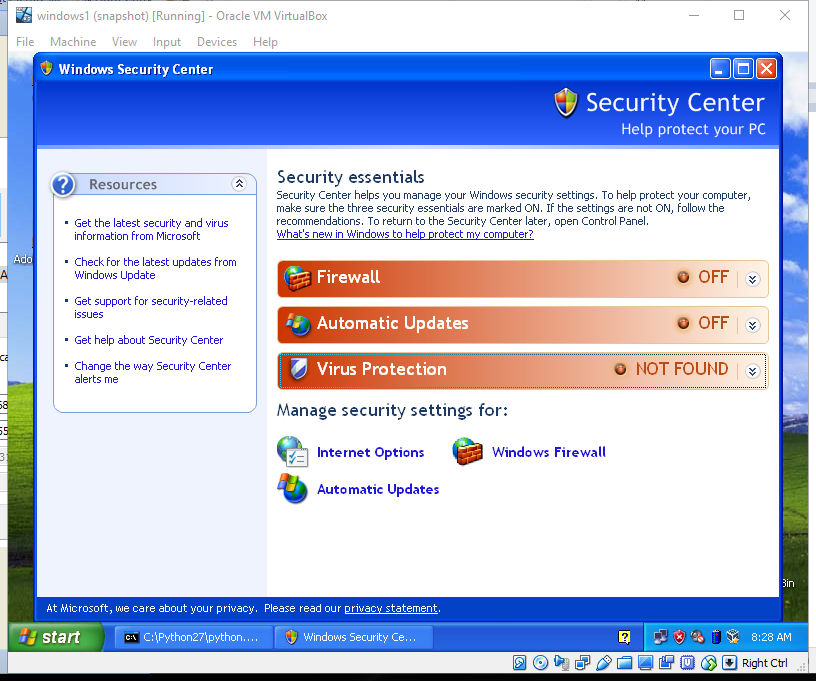 windows1 (snapshot) [Running] - Oracle VM VirtualBox
File Machine View Input Devices Help
Windows Security Center
Security Center
Help protect your PC
Resources
Get the latest security and virus
information from Microsoft
Check for the latest updates from
Windows Update
Get support for security-related
issues
Get help about Security Center
Change the way Security Center
alerts me
Security essentials
Security Center helps you manage your Windows security settings. To help protect your computer,
make sure the three security essentials are marked ON. If the settings are not ON, follow the
recommendations. To return to the Security Center later, open Control Panel.
What's new in Windows to help protect my computer?
Firewall OFF
Automatic Updates OFF
Virus Protection NOT FOUND
Manage security settings for:
Internet Options Windows Firewall
Automatic Updates
Ado
Bin
At Microsoft, we care about your privacy. Please read our privacy statement.
start C:\Python27\python.... Windows Security Ce... 8:28 AM
Right Ctrl